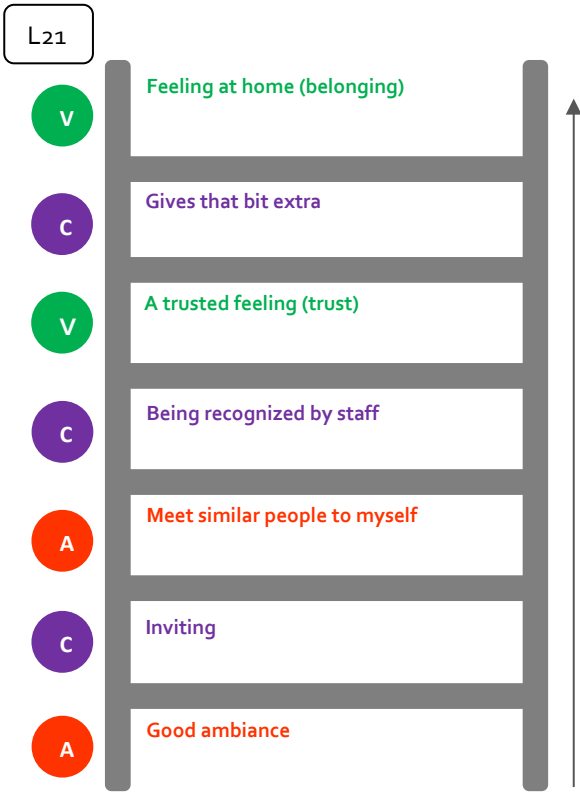 L21
V
Feeling at home (belonging)
C
Gives that bit extra
V
A trusted feeling (trust)
C
Being recognized by staff
A
Meet similar people to myself
C
Inviting
A
Good ambiance